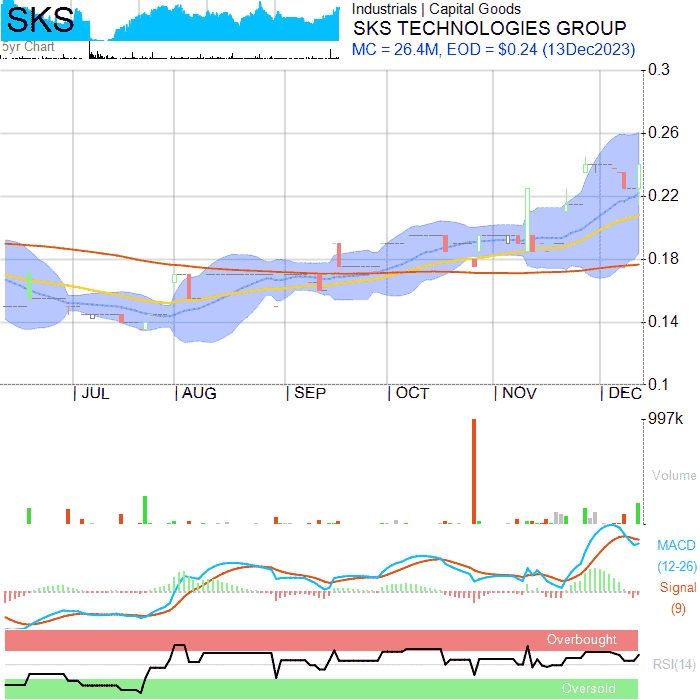 SKS
Industrials | Capital Goods
5yr Chart
SKS TECHNOLOGIES GROUP
MC = 26.4M, EOD = $0.24 (13Dec2023)
0.3
0.26
0.22
0.18
0.14
0.1
| JUL | AUG | SEP | OCT | NOV | DEC
997k
Volume
MACD
(12-26)
Signal
(9)
Overbought
RSI(14)
Oversold